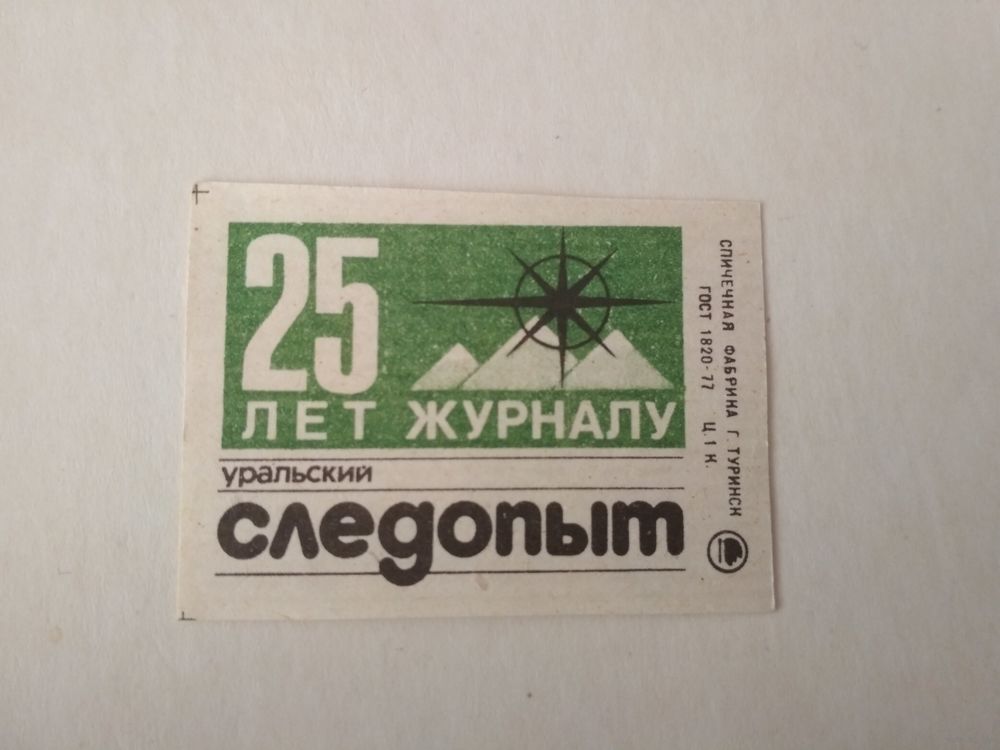 25
ЛЕТ ЖУРНАЛУ
уральский
следопыт
СПИЧЕЧНАЯ ФАБРИКА Г. ТУРИНСК
ГОСТ 1820-77 Ц. 1 К.